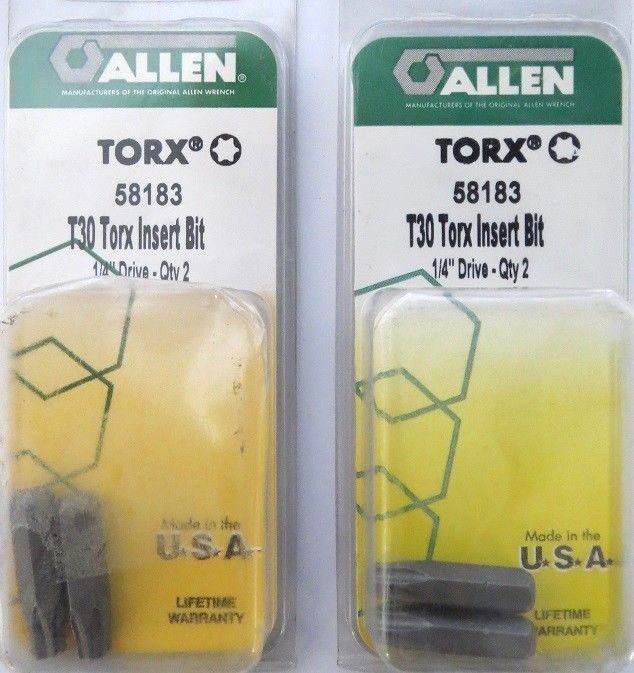 ALLEN®
MANUFACTURERS OF THE ORIGINAL ALLEN WRENCH
TORX®
58183
T30 Torx Insert Bit
1/4" Drive - Qty 2
Made in the
U.S.A.
LIFETIME
WARRANTY
ALLEN
MANUFACTURERS OF THE ORIGINAL ALLEN WRENCH
TORX®
58183
T30 Torx Insert Bit
1/4" Drive - Qty 2
Made in the
U.S.A.
LIFETIME
WARRANTY